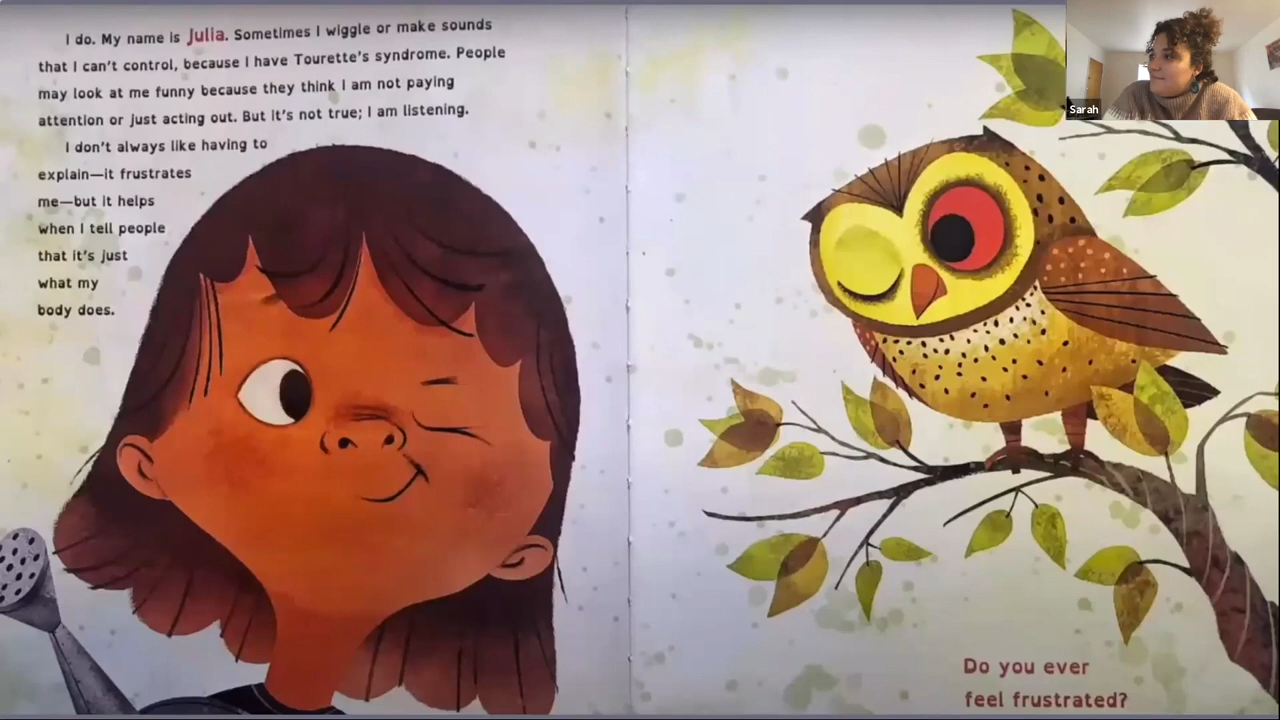 I do. My name is Julia. Sometimes I wiggle or make sounds
that I can't control, because I have Tourette's syndrome. People
may look at me funny because they think I am not paying
attention or just acting out. But it's not true; I am listening.
I don't always like having to
explain—it frustrates
me—but it helps
when I tell people
that it's just
what my
body does.
Sarah
Do you ever
feel frustrated?